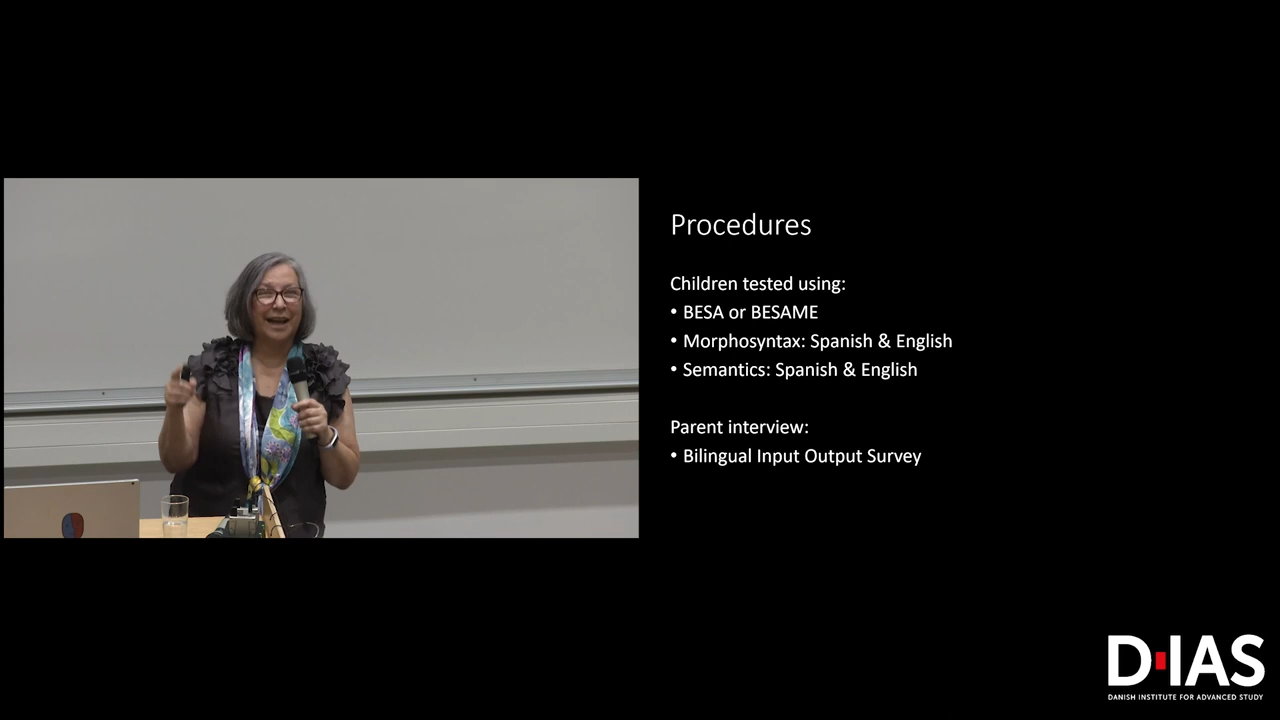 Procedures
Children tested using:
• BESA or BESAME
• Morphosyntax: Spanish & English
• Semantics: Spanish & English
Parent interview:
• Bilingual Input Output Survey
D·IAS
DANISH INSTITUTE FOR ADVANCED STUDY